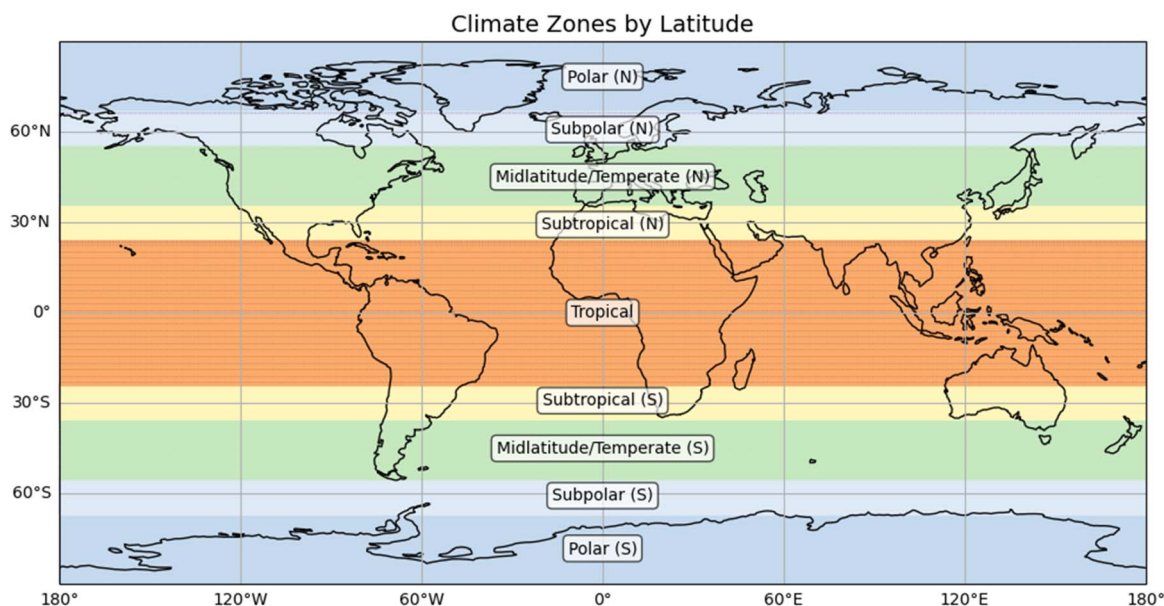 Climate Zones by Latitude
Polar (N)
60°N
Subpolar (N)
Midlatitude/Temperate (N)
30°N
Subtropical (N)
0°
Tropical
30°S
Subtropical (S)
Midlatitude/Temperate (S)
60°S
Subpolar (S)
Polar (S)
180° 120°W 60°W 0° 60°E 120°E 180°